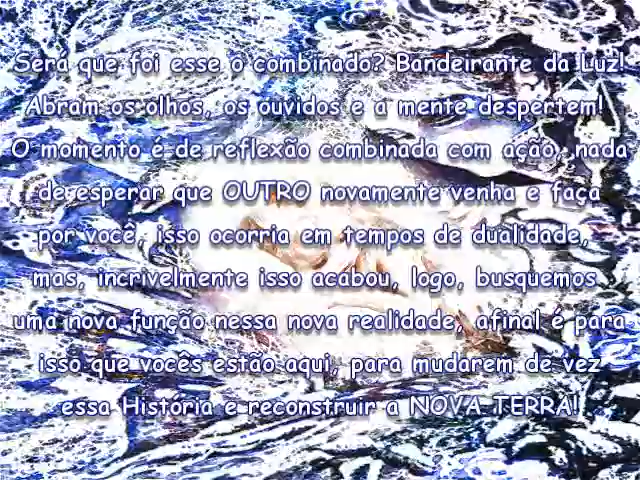 Será que foi esse o combinado? Bandeirante da Luz!
Abram os olhos, os ouvidos e a mente despertem!
O momento é de reflexão combinada com ação, nada
de esperar que OUTRO novamente venha e faça
por você, isso ocorria em tempos de dualidade,
mas, incrivelmente isso acabou, logo, busquemos
uma nova função nessa nova realidade, afinal é para
isso que vocês estão aqui, para mudarem de vez
essa História e reconstruir a NOVA TERRA!